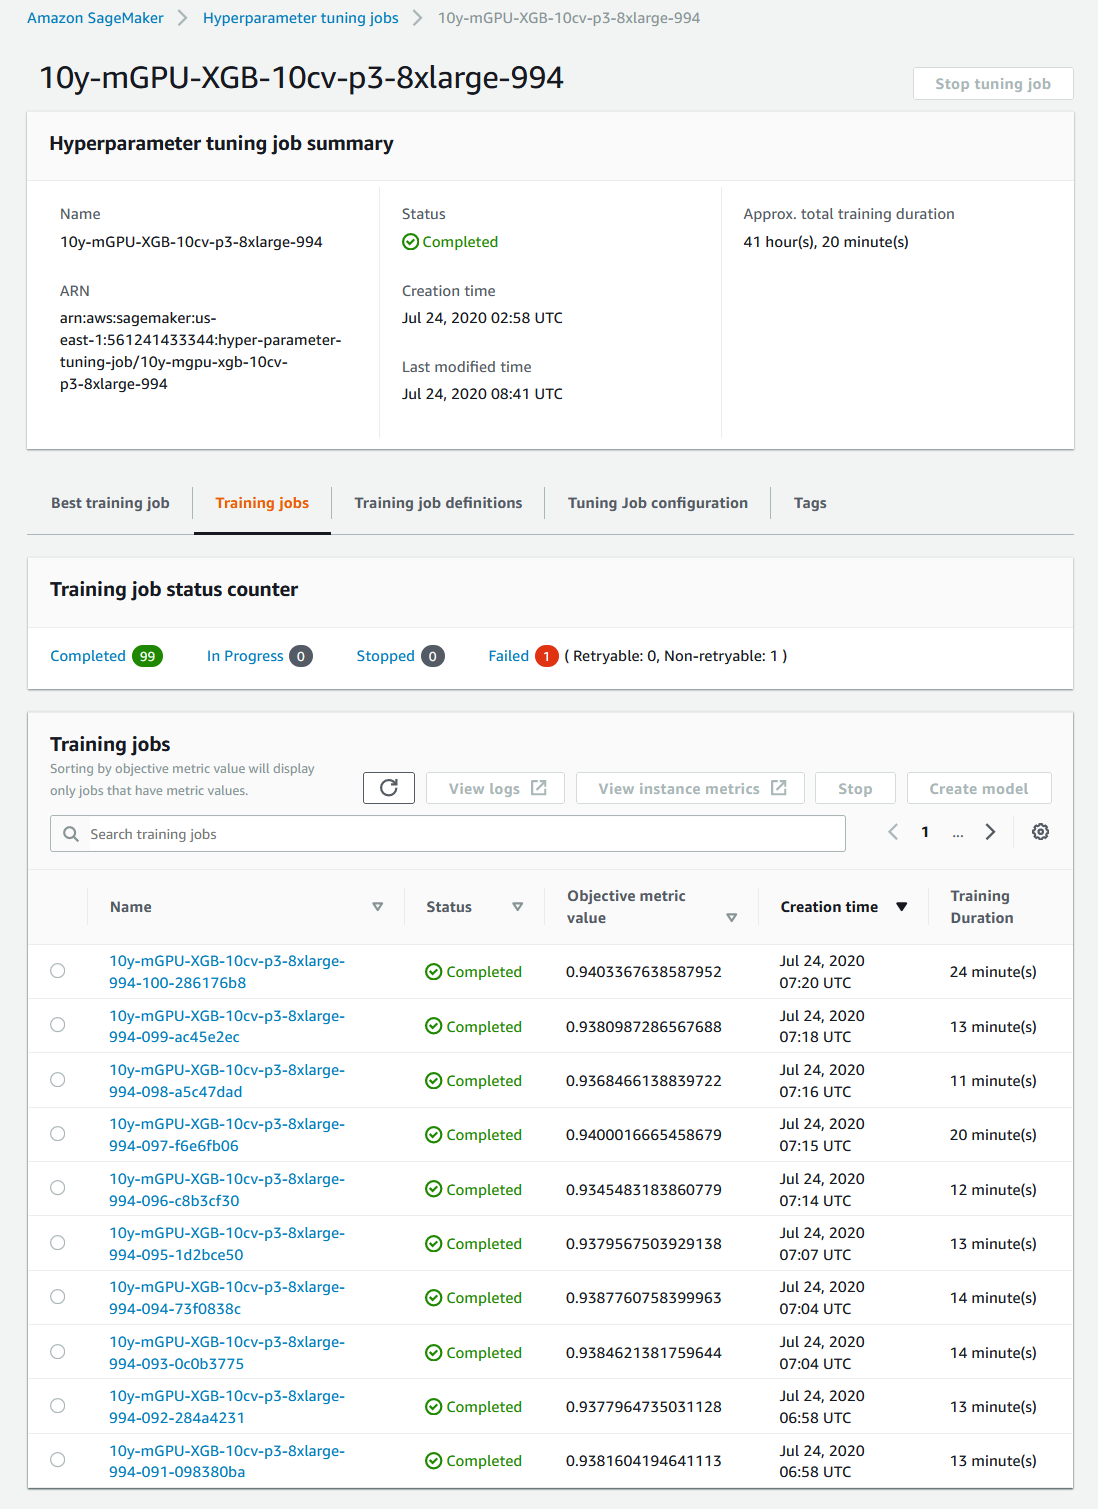 Amazon SageMaker > Hyperparameter tuning jobs > 10y-mGPU-XGB-10cv-p3-8xlarge-994
10y-mGPU-XGB-10cv-p3-8xlarge-994
Stop tuning job
Hyperparameter tuning job summary
Name
10y-mGPU-XGB-10cv-p3-8xlarge-994
ARN
arn:aws:sagemaker:us-
east-1:561241433344:hyper-parameter-
tuning-job/10y-mgpu-xgb-10cv-
p3-8xlarge-994
Status
Completed
Creation time
Jul 24, 2020 02:58 UTC
Last modified time
Jul 24, 2020 08:41 UTC
Approx. total training duration
41 hour(s), 20 minute(s)
Best training job Training jobs Training job definitions Tuning Job configuration Tags
Training job status counter
Completed 99 In Progress 0 Stopped 0 Failed 1 ( Retryable: 0, Non-retryable: 1 )
Training jobs
Sorting by objective metric value will display
only jobs that have metric values.
View logs View instance metrics Stop Create model
Search training jobs
1 ...
Name Status Objective metric
value Creation time Training
Duration
10y-mGPU-XGB-10cv-p3-8xlarge-
994-100-286176b8
Completed 0.9403367638587952
Jul 24, 2020
07:20 UTC
24 minute(s)
10y-mGPU-XGB-10cv-p3-8xlarge-
994-099-ac45e2ec
Completed 0.9380987286567688
Jul 24, 2020
07:18 UTC
13 minute(s)
10y-mGPU-XGB-10cv-p3-8xlarge-
994-098-a5c47dad
Completed 0.9368466138839722
Jul 24, 2020
07:16 UTC
11 minute(s)
10y-mGPU-XGB-10cv-p3-8xlarge-
994-097-f6e6fb06
Completed 0.9400016665458679
Jul 24, 2020
07:15 UTC
20 minute(s)
10y-mGPU-XGB-10cv-p3-8xlarge-
994-096-c8b3cf30
Completed 0.9345483183860779
Jul 24, 2020
07:14 UTC
12 minute(s)
10y-mGPU-XGB-10cv-p3-8xlarge-
994-095-1d2bce50
Completed 0.9379567503929138
Jul 24, 2020
07:07 UTC
13 minute(s)
10y-mGPU-XGB-10cv-p3-8xlarge-
994-094-73f0838c
Completed 0.9387760758399963
Jul 24, 2020
07:04 UTC
14 minute(s)
10y-mGPU-XGB-10cv-p3-8xlarge-
994-093-0c0b3775
Completed 0.9384621381759644
Jul 24, 2020
07:04 UTC
14 minute(s)
10y-mGPU-XGB-10cv-p3-8xlarge-
994-092-284a4231
Completed 0.9377964735031128
Jul 24, 2020
06:58 UTC
13 minute(s)
10y-mGPU-XGB-10cv-p3-8xlarge-
994-091-098380ba
Completed 0.9381604194641113
Jul 24, 2020
06:58 UTC
13 minute(s)